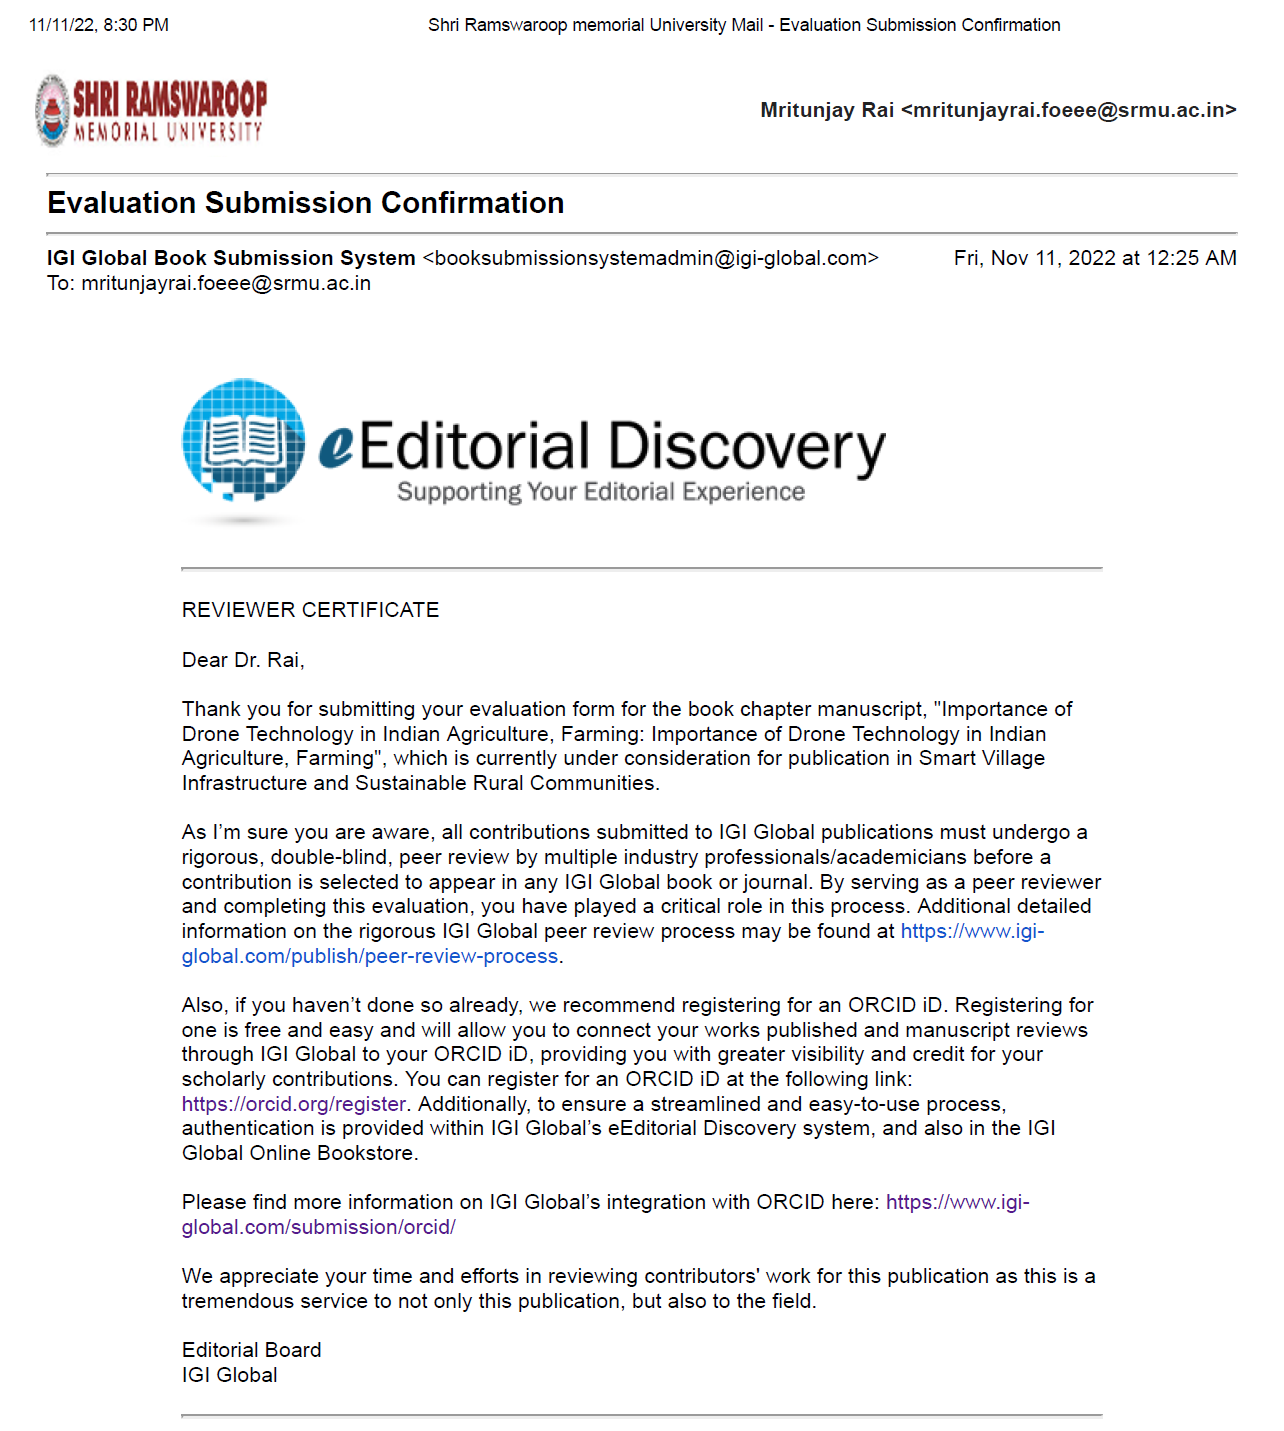 11/11/22, 8:30 PM
Shri Ramswaroop memorial University Mail - Evaluation Submission Confirmation
SHRI RAMSWAROOP
MEMORIAL UNIVERSITY
Mritunjay Rai <mritunjayrai.foeee@srmu.ac.in>
Evaluation Submission Confirmation
IGI Global Book Submission System <booksubmissionsystemadmin@igi-global.com>
Fri, Nov 11, 2022 at 12:25 AM
To: mritunjayrai.foeee@srmu.ac.in
eEditorial Discovery
Supporting Your Editorial Experience
REVIEWER CERTIFICATE
Dear Dr. Rai,
Thank you for submitting your evaluation form for the book chapter manuscript, "Importance of
Drone Technology in Indian Agriculture, Farming: Importance of Drone Technology in Indian
Agriculture, Farming", which is currently under consideration for publication in Smart Village
Infrastructure and Sustainable Rural Communities.
As I’m sure you are aware, all contributions submitted to IGI Global publications must undergo a
rigorous, double-blind, peer review by multiple industry professionals/academicians before a
contribution is selected to appear in any IGI Global book or journal. By serving as a peer reviewer
and completing this evaluation, you have played a critical role in this process. Additional detailed
information on the rigorous IGI Global peer review process may be found at https://www.igi-
global.com/publish/peer-review-process.
Also, if you haven’t done so already, we recommend registering for an ORCID iD. Registering for
one is free and easy and will allow you to connect your works published and manuscript reviews
through IGI Global to your ORCID iD, providing you with greater visibility and credit for your
scholarly contributions. You can register for an ORCID iD at the following link:
https://orcid.org/register. Additionally, to ensure a streamlined and easy-to-use process,
authentication is provided within IGI Global’s eEditorial Discovery system, and also in the IGI
Global Online Bookstore.
Please find more information on IGI Global’s integration with ORCID here: https://www.igi-
global.com/submission/orcid/
We appreciate your time and efforts in reviewing contributors' work for this publication as this is a
tremendous service to not only this publication, but also to the field.
Editorial Board
IGI Global